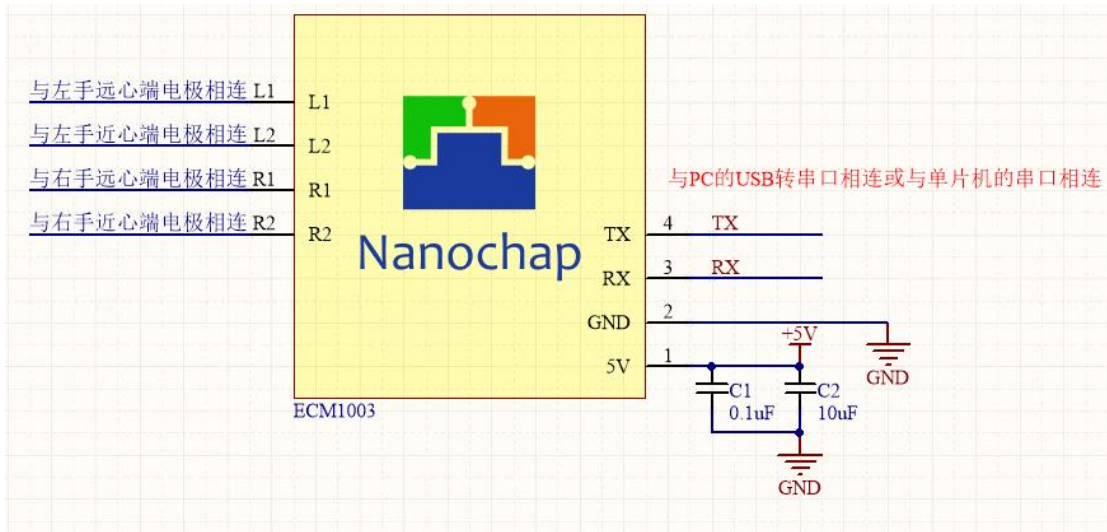 与左手远心端电极相连 L1
L1
与左手近心端电极相连 L2
L2
与右手远心端电极相连 R1
R1
与右手近心端电极相连 R2
R2
Nanochap
与PC的USB转串口相连或与单片机的串口相连
TX 4 TX
RX 3 RX
GND 2
GND
5V 1
+5V
C1
0.1uF
C2
10uF
GND
ECM1003